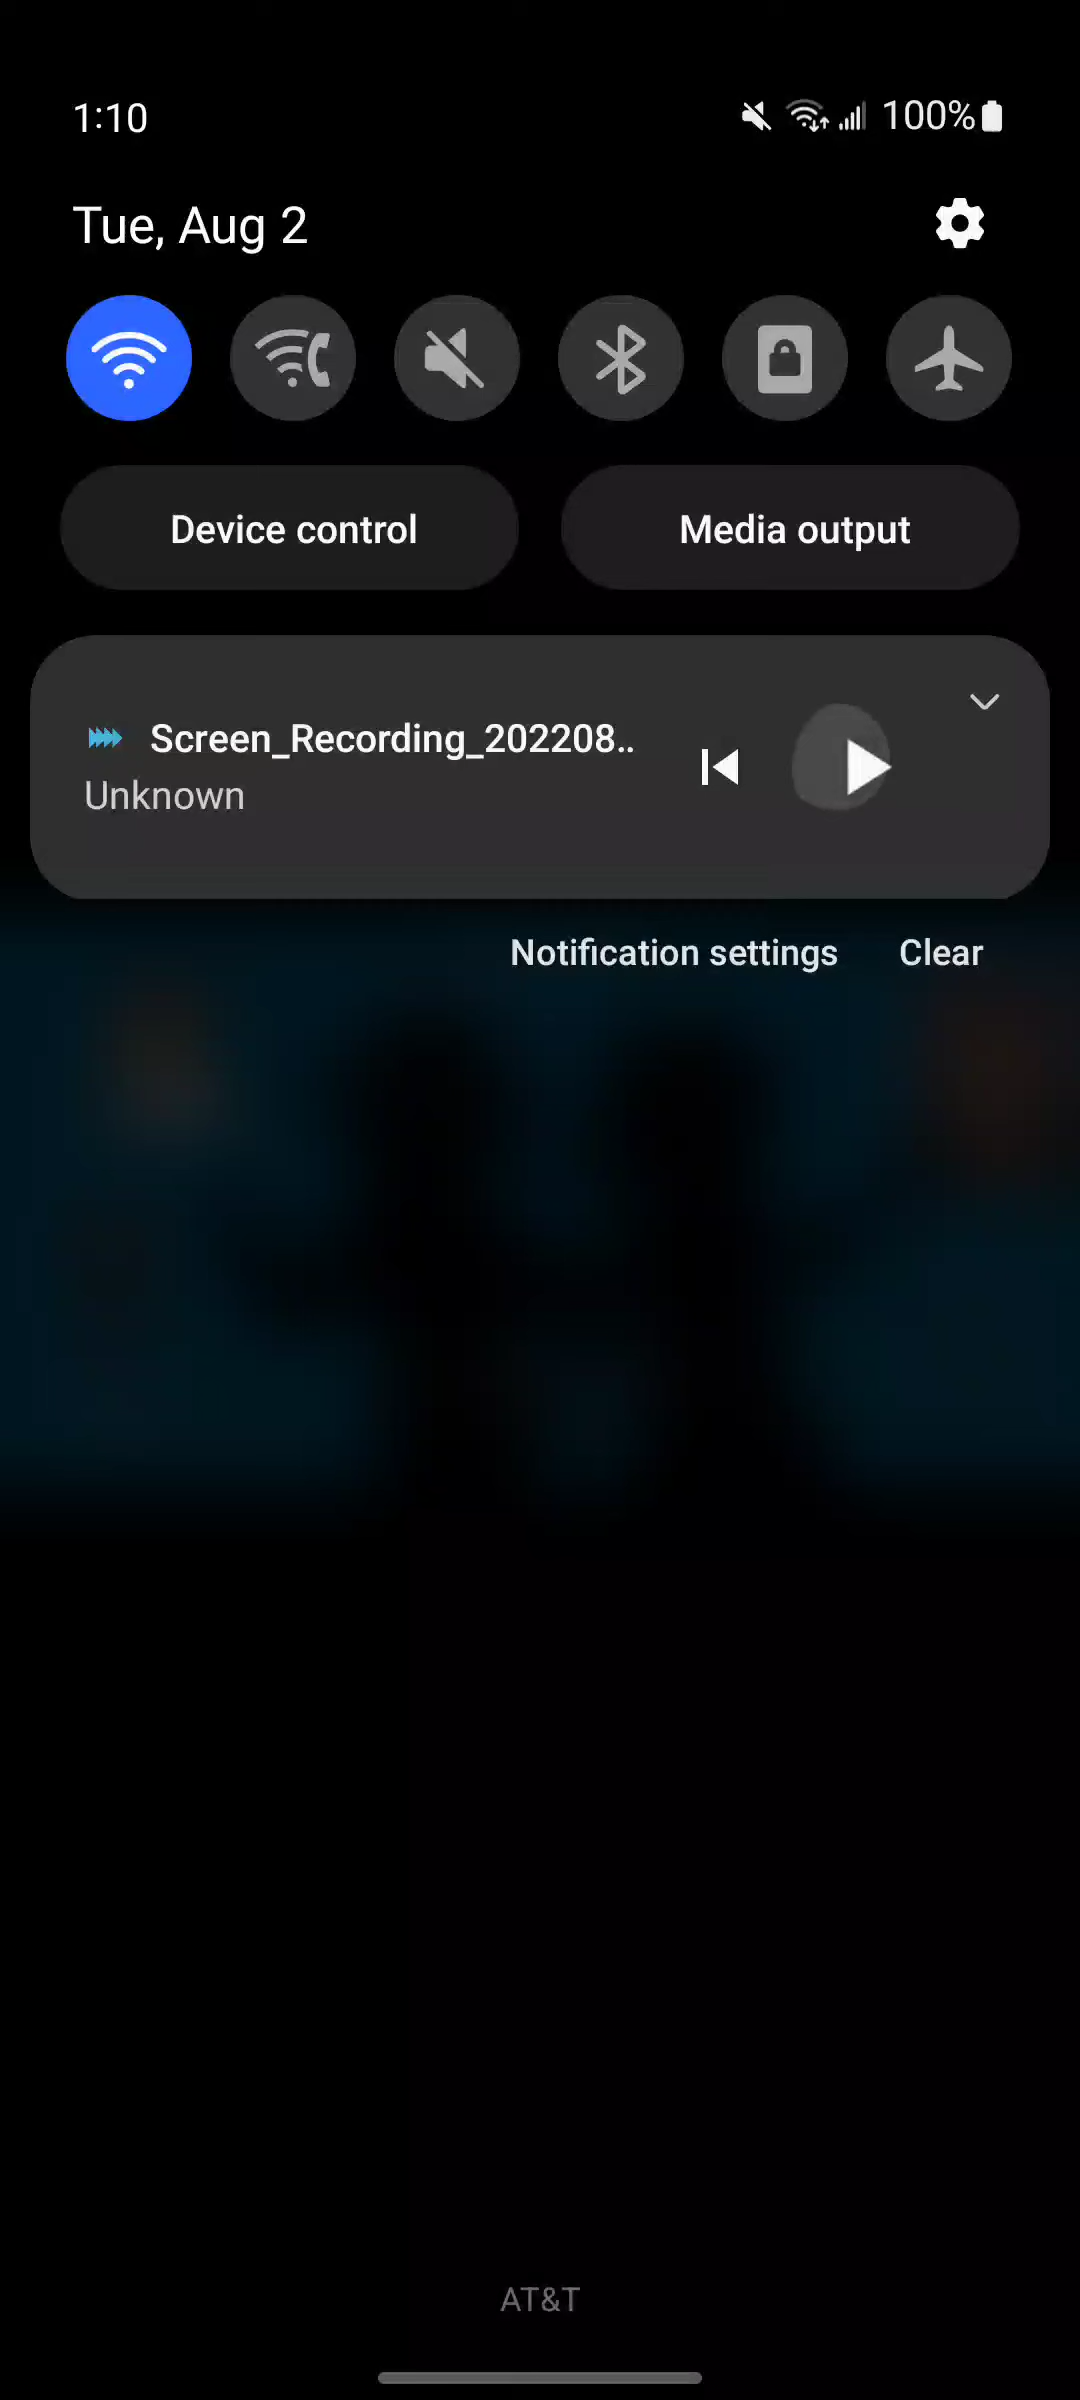 1:10
100%
Tue, Aug 2
Device control
Media output
Screen_Recording_202208..
Unknown
Notification settings
Clear
AT&T